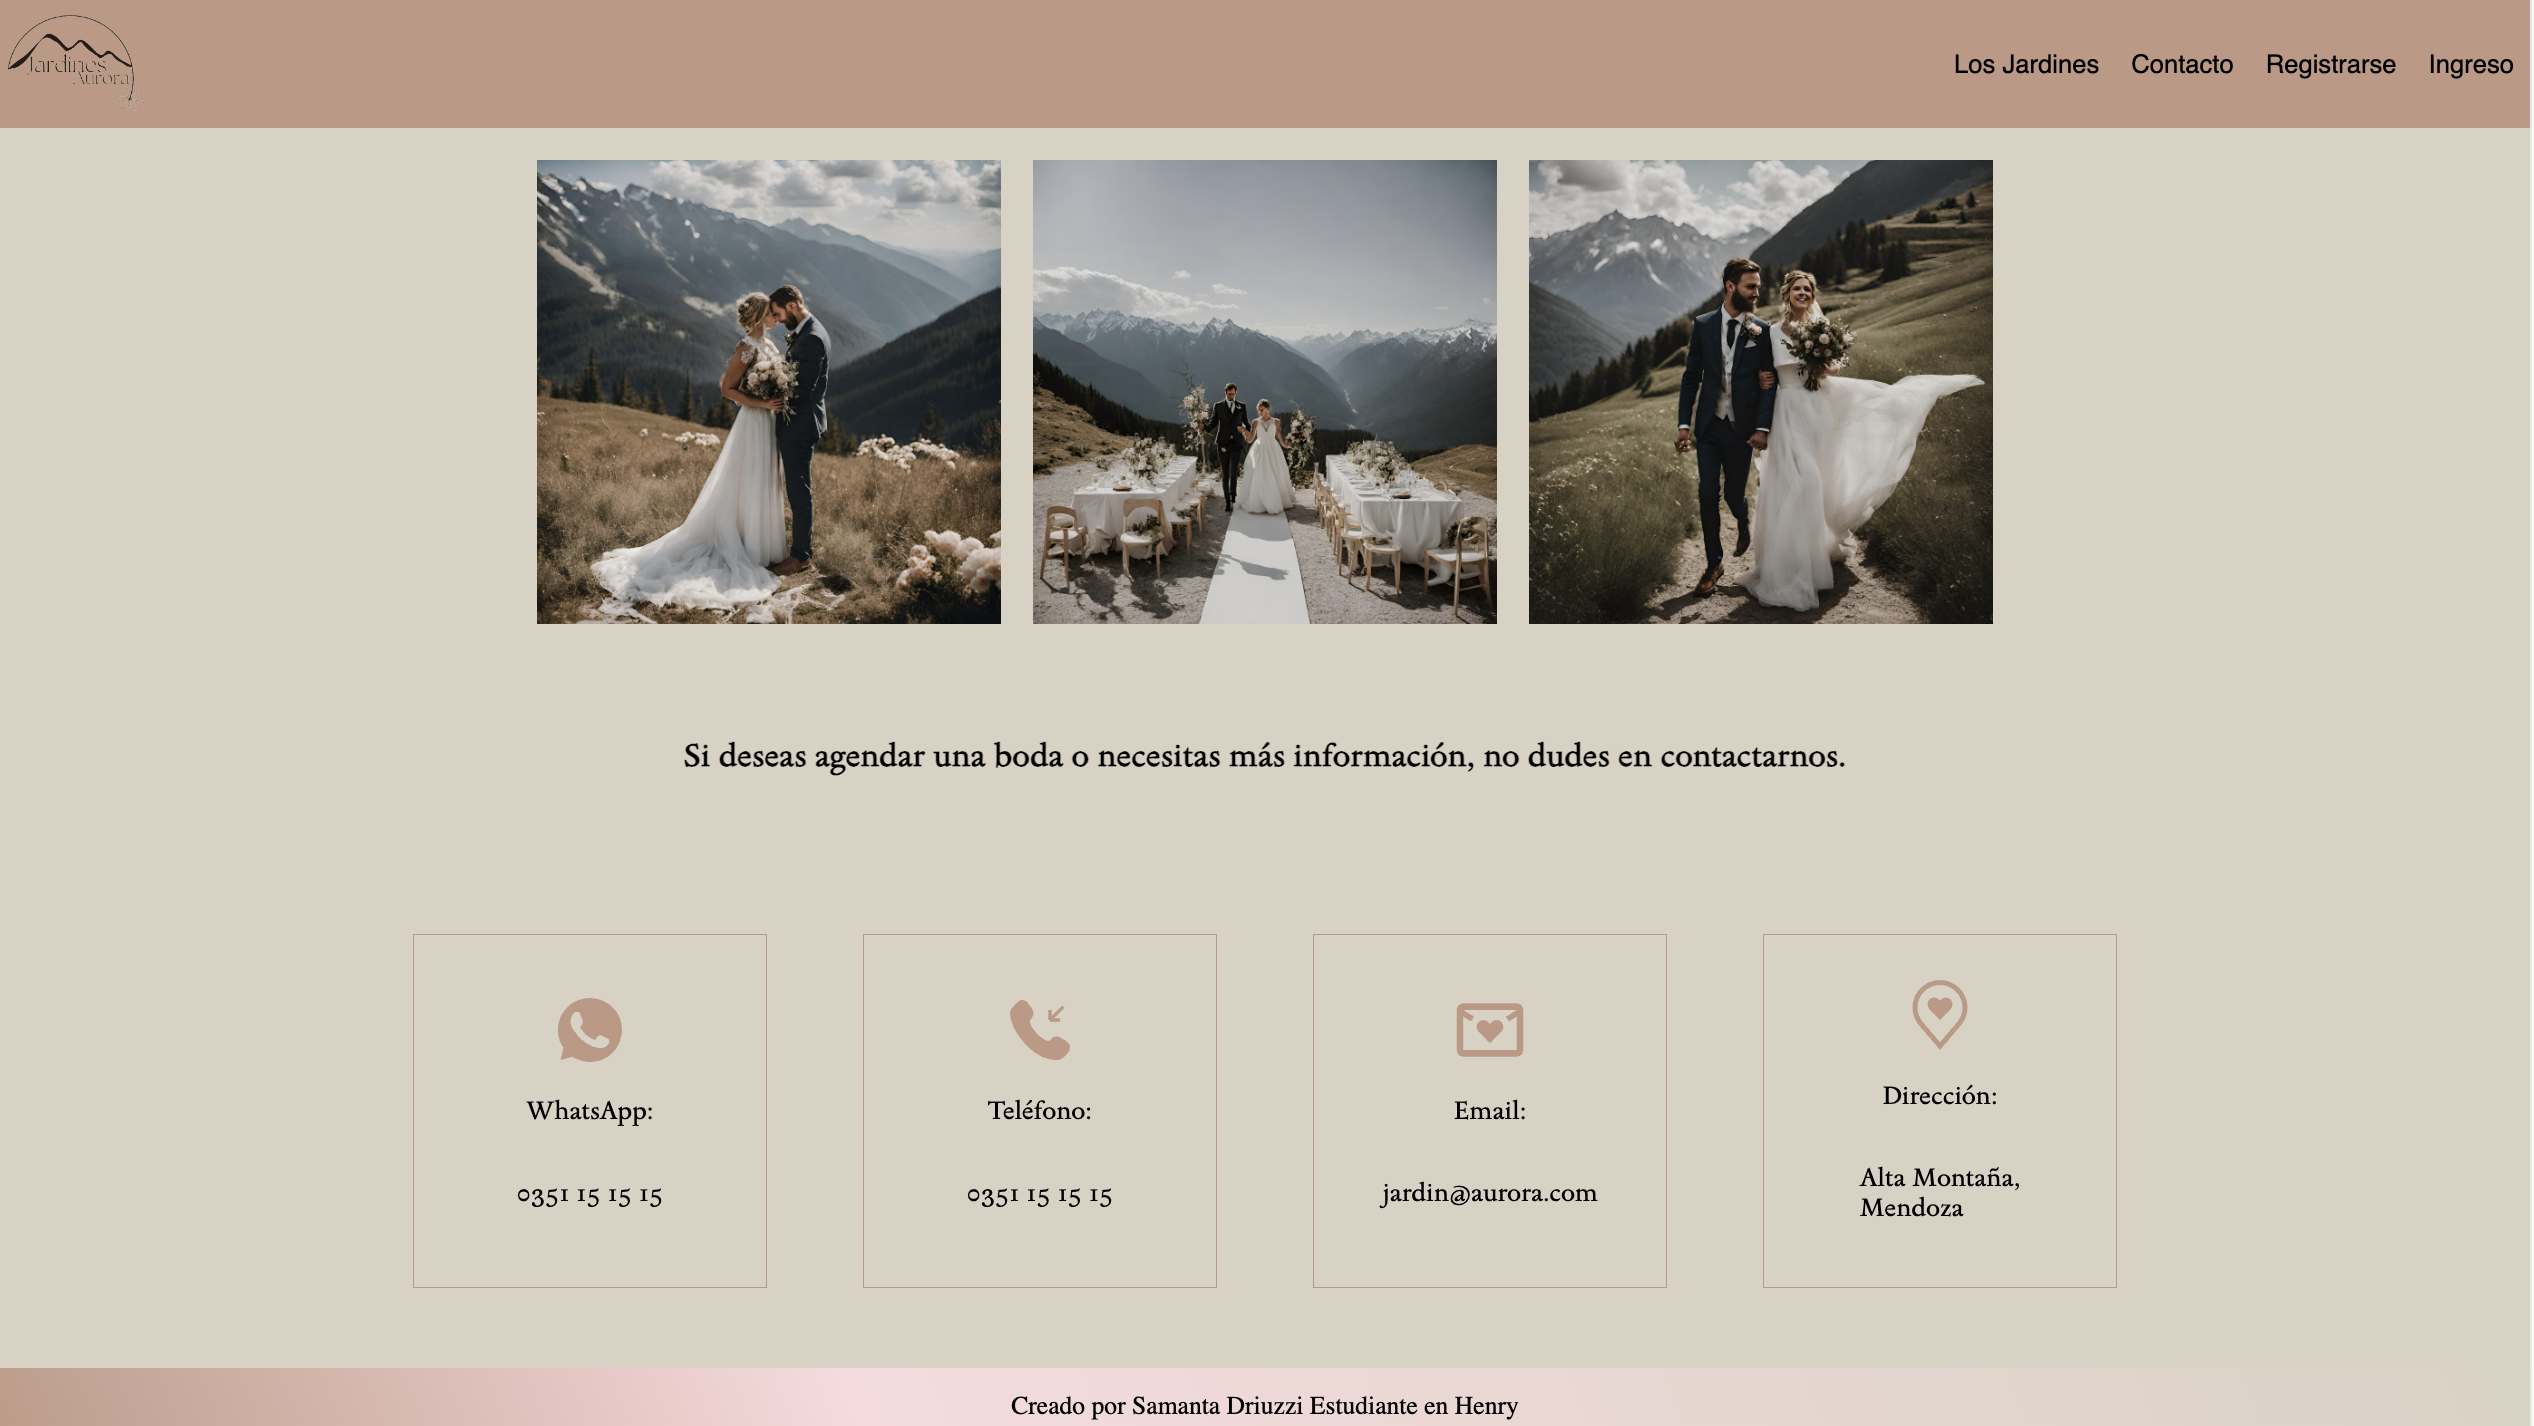 Jardines
Aurora
Los Jardines Contacto Registrarse Ingreso
Si deseas agendar una boda o necesitas más información, no dudes en contactarnos.
WhatsApp:
0351 15 15 15
Teléfono:
0351 15 15 15
Email:
jardin@aurora.com
Dirección:
Alta Montaña,
Mendoza
Creado por Samanta Driuzzi Estudiante en Henry